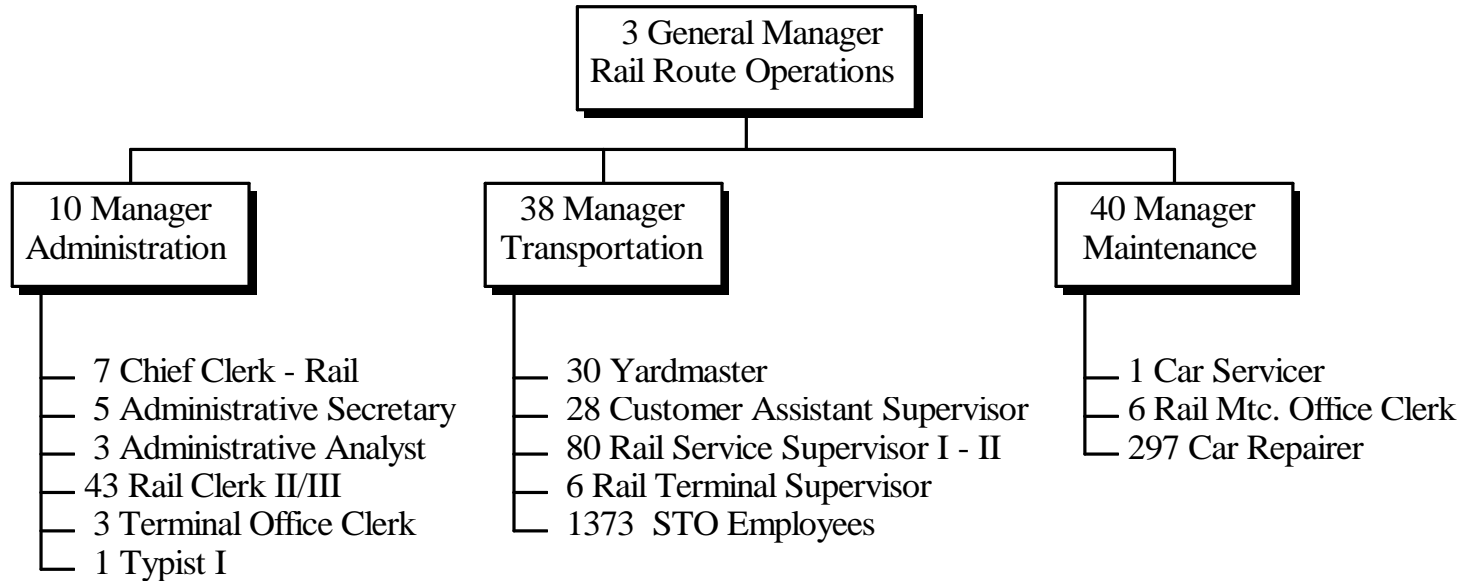 3 General Manager
Rail Route Operations
10 Manager
Administration
38 Manager
Transportation
40 Manager
Maintenance
7 Chief Clerk - Rail
5 Administrative Secretary
3 Administrative Analyst
43 Rail Clerk II/III
3 Terminal Office Clerk
1 Typist I
30 Yardmaster
28 Customer Assistant Supervisor
80 Rail Service Supervisor I - II
6 Rail Terminal Supervisor
1373 STO Employees
1 Car Servicer
6 Rail Mtc. Office Clerk
297 Car Repairer